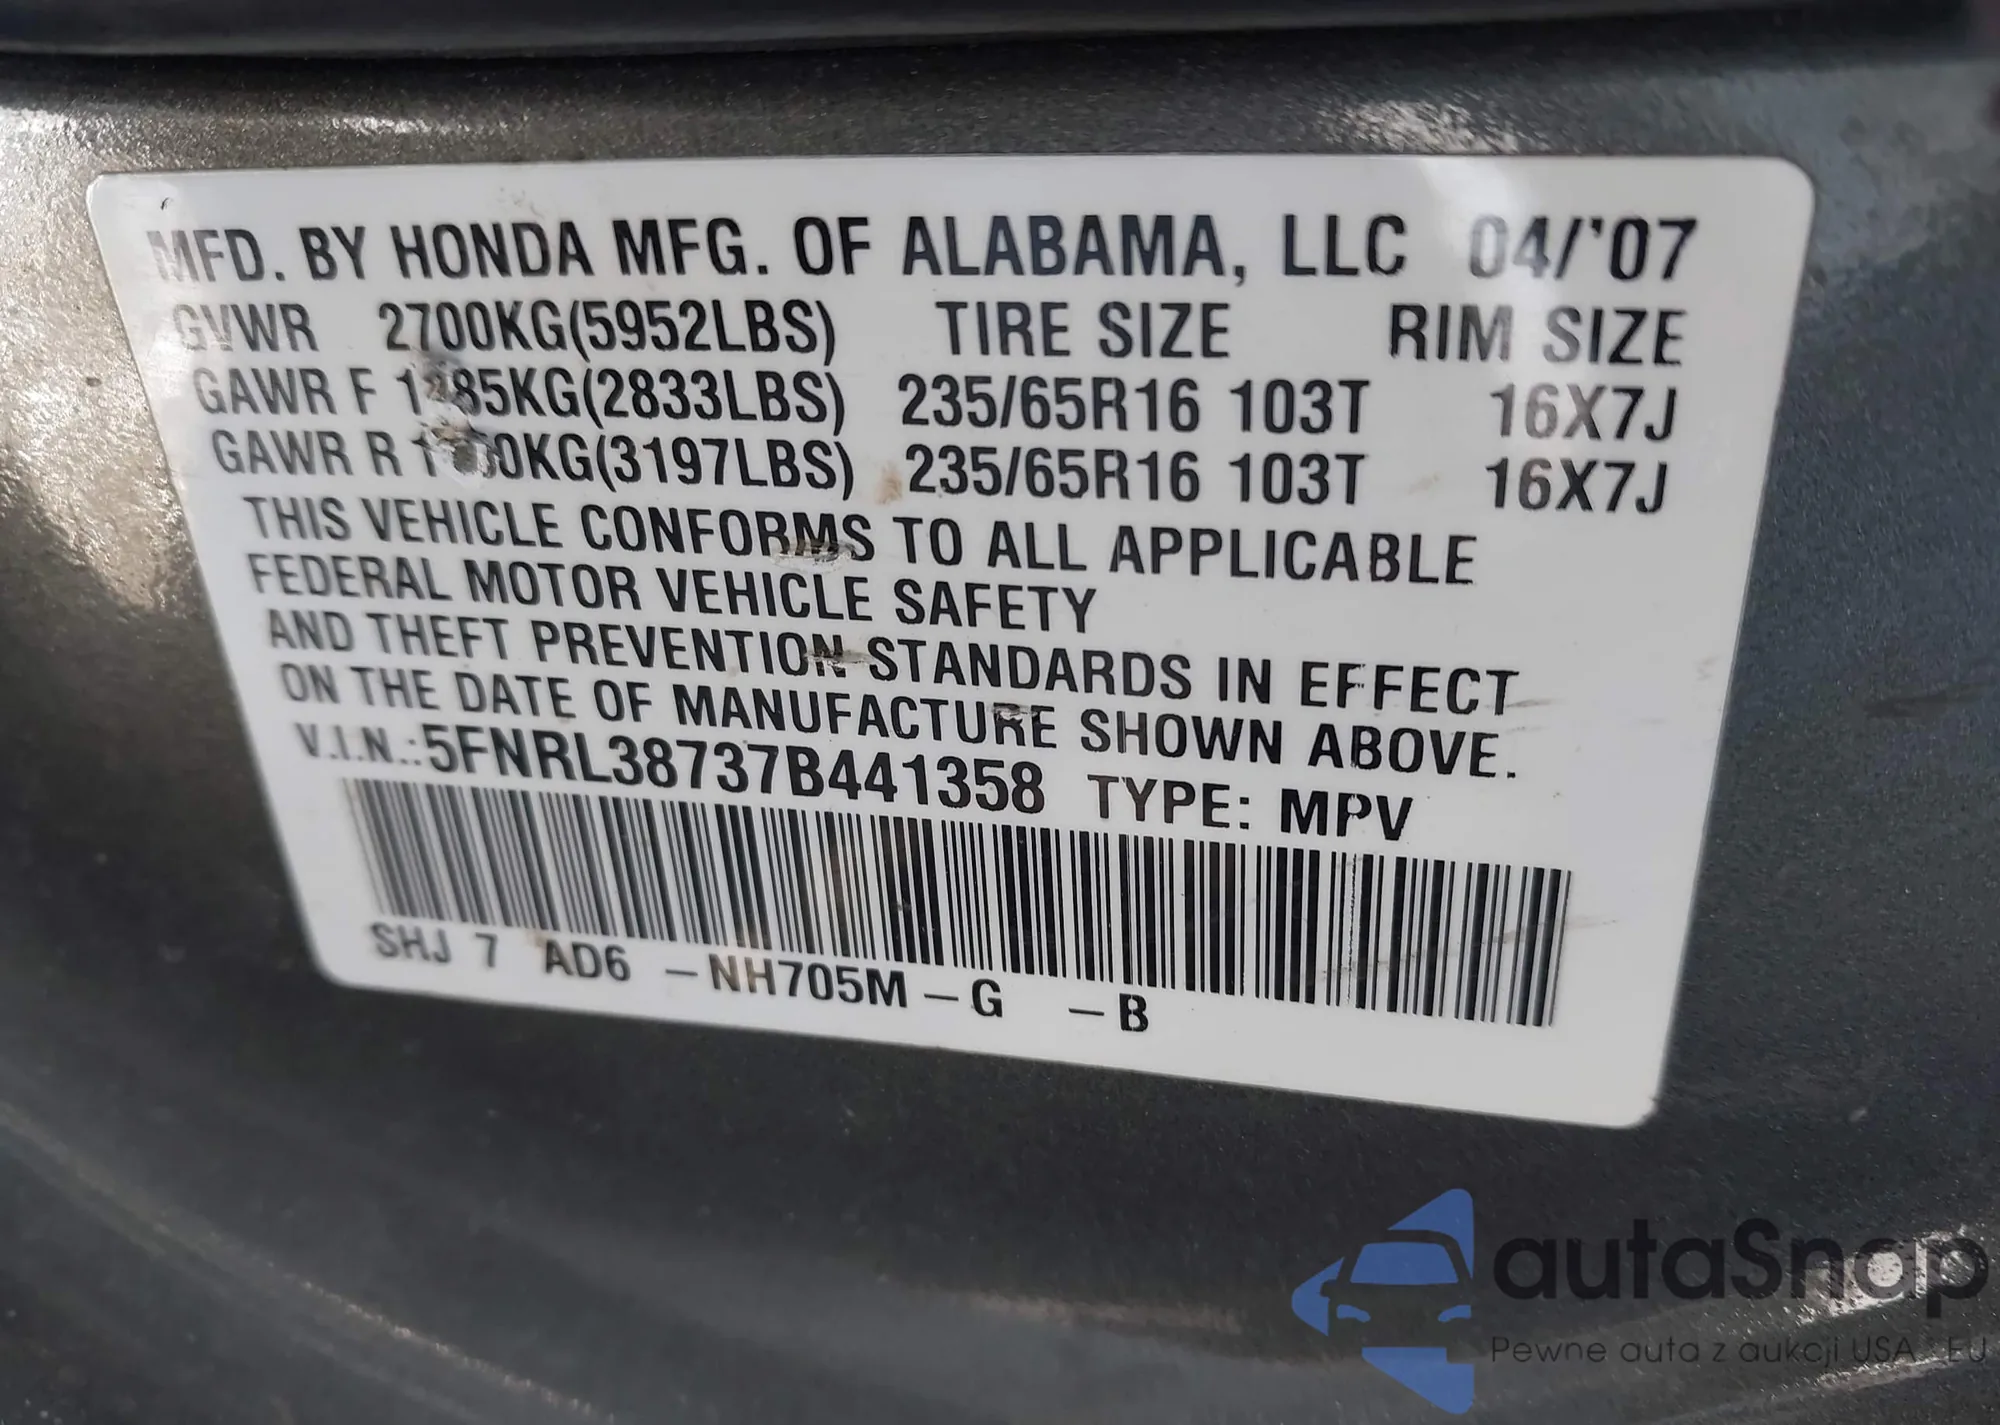 MFD. BY HONDA MFG. OF ALABAMA, LLC 04/'07
GVWR 2700KG(5952LBS) TIRE SIZE RIM SIZE
GAWR F (2833LBS) 235/65R16 103T 16X7J
GAWR R (3197LBS) 235/65R16 103T 16X7J
THIS VEHICLE CONFORMS TO ALL APPLICABLE
FEDERAL MOTOR VEHICLE SAFETY
AND THEFT PREVENTION STANDARDS IN EFFECT
ON THE DATE OF MANUFACTURE SHOWN ABOVE.
V.I.N.:5FNRL38737B441358 TYPE: MPV
SHJ 7 AD6 -NH705M-G -B
autaSnap
Pewne auta z aukcji USA i EU